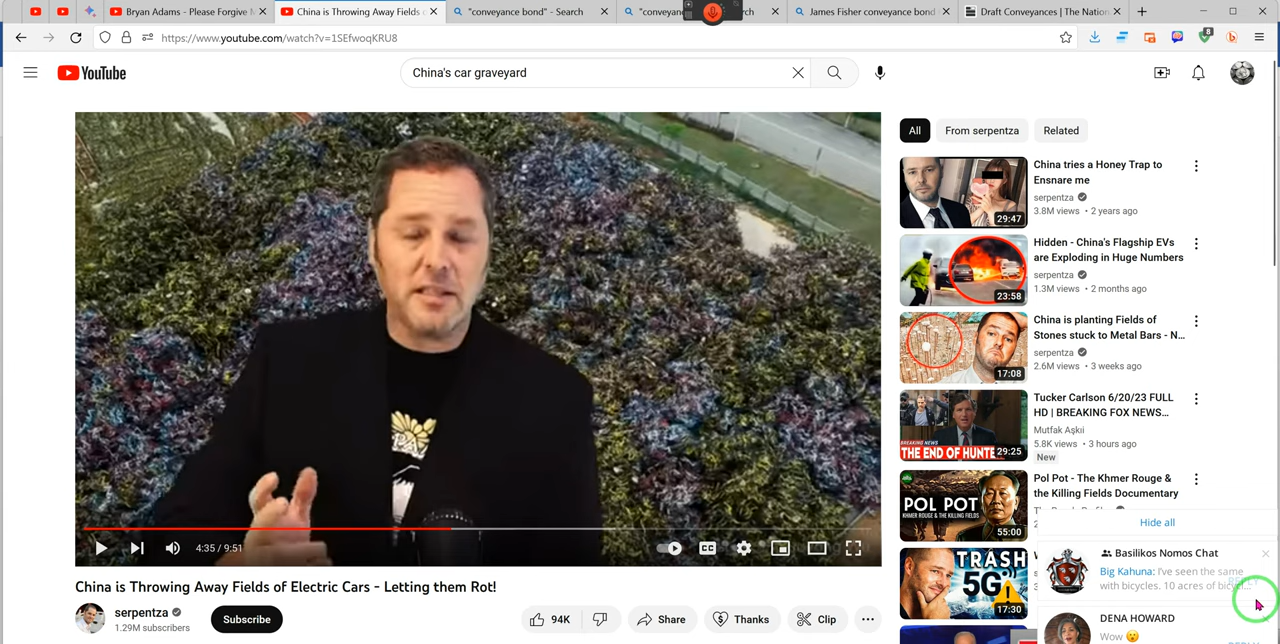 Bryan Adams - Please Forgive M
China is Throwing Away Fields
"conveyance bond" - Search
"conveyan
rch
James Fisher conveyance bond
Draft Conveyances | The Nation
https://www.youtube.com/watch?v=1SEfwoqKRU8
8
YouTube
China's car graveyard
All
From serpentza
Related
China tries a Honey Trap to
Ensnare me
serpentza
3.8M views • 2 years ago
29:47
Hidden - China's Flagship EVs
are Exploding in Huge Numbers
serpentza
1.3M views • 2 months ago
23:58
China is planting Fields of
Stones stuck to Metal Bars - N...
serpentza
2.6M views • 3 weeks ago
17:08
Tucker Carlson 6/20/23 FULL
HD | BREAKING FOX NEWS...
Mutfak Aşkıı
5.8K views • 3 hours ago
New
BREAKING NEWS
THE END OF HUNTE
29:25
Pol Pot - The Khmer Rouge &
the Killing Fields Documentary
POL POT
KHMER ROUGE & THE KILLING FIELDS
55:00
Hide all
Basilikos Nomos Chat
Big Kahuna: I've seen the same
with bicycles. 10 acres of bicycl...
REPLY
TRASH
5G
17:30
DENA HOWARD
Wow 😮
4:35 / 9:51
CC
China is Throwing Away Fields of Electric Cars - Letting them Rot!
serpentza
1.29M subscribers
Subscribe
94K
Share
Thanks
Clip